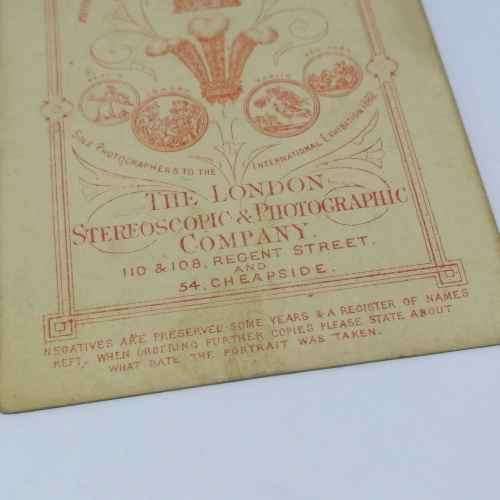 SOLE PHOTOGRAPHERS TO THE INTERNATIONAL EXHIBITION 1862
THE LONDON
STEREOSCOPIC & PHOTOGRAPHIC
COMPANY.
110 & 108, REGENT STREET.
AND
54, CHEAPSIDE.
NEGATIVES ARE PRESERVED SOME YEARS & A REGISTER OF NAMES
KEPT, WHEN ORDERING FURTHER COPIES PLEASE STATE ABOUT
WHAT DATE THE PORTRAIT WAS TAKEN.